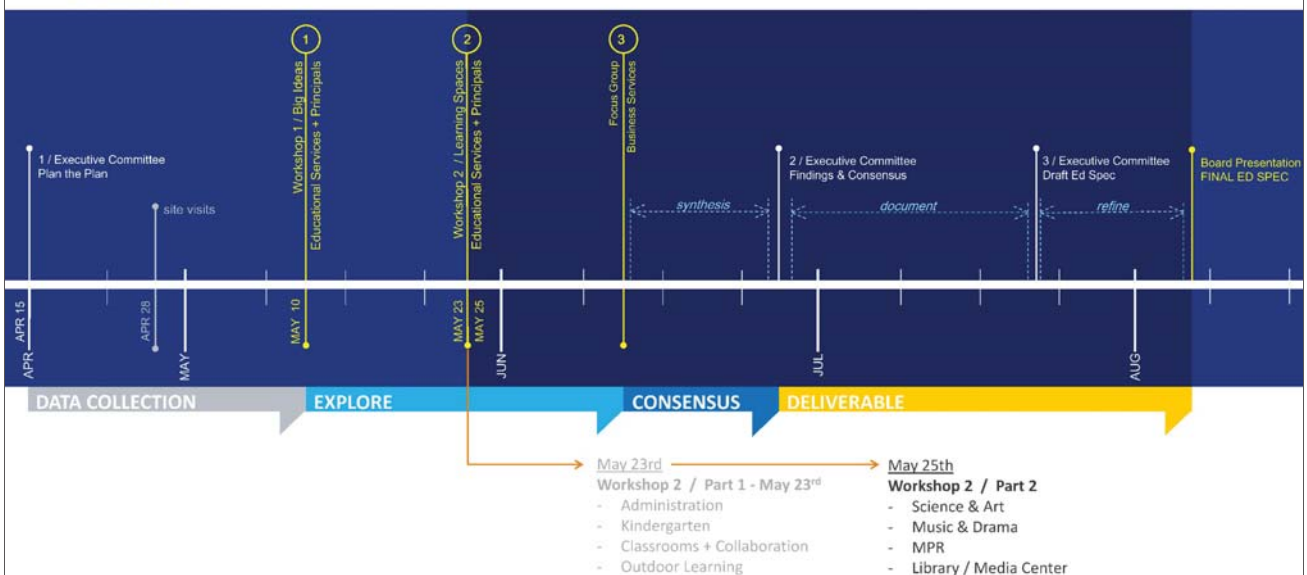 1
Workshop 1 / Big Ideas
Educational Services + Principals
2
Workshop 2 / Learning Spaces
Educational Services + Principals
3
Focus Group
Business Services
1 / Executive Committee
Plan the Plan
site visits
2 / Executive Committee
Findings & Consensus
3 / Executive Committee
Draft Ed Spec
Board Presentation
FINAL ED SPEC
synthesis
document
refine
APR 15
APR 28
MAY 10
MAY 23
MAY 25
APR
MAY
JUN
JUL
AUG
DATA COLLECTION
EXPLORE
CONSENSUS
DELIVERABLE
May 23rd
Workshop 2 / Part 1 - May 23rd
- Administration
- Kindergarten
- Classrooms + Collaboration
- Outdoor Learning
May 25th
Workshop 2 / Part 2
- Science & Art
- Music & Drama
- MPR
- Library / Media Center